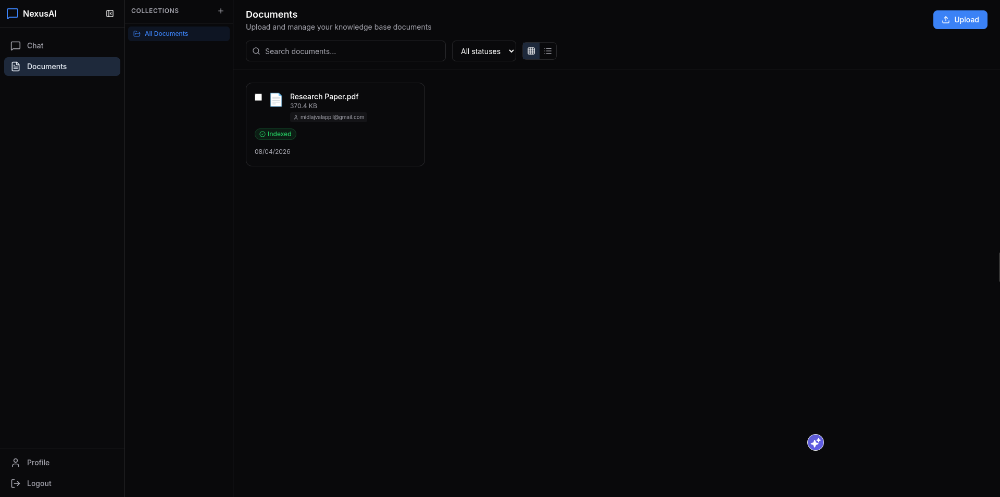 NexusAI
Chat
Documents
Profile
Logout
COLLECTIONS
All Documents
Documents
Upload and manage your knowledge base documents
Upload
Search documents...
All statuses
Research Paper.pdf
370.4 KB
midlajvalappil@gmail.com
Indexed
08/04/2026